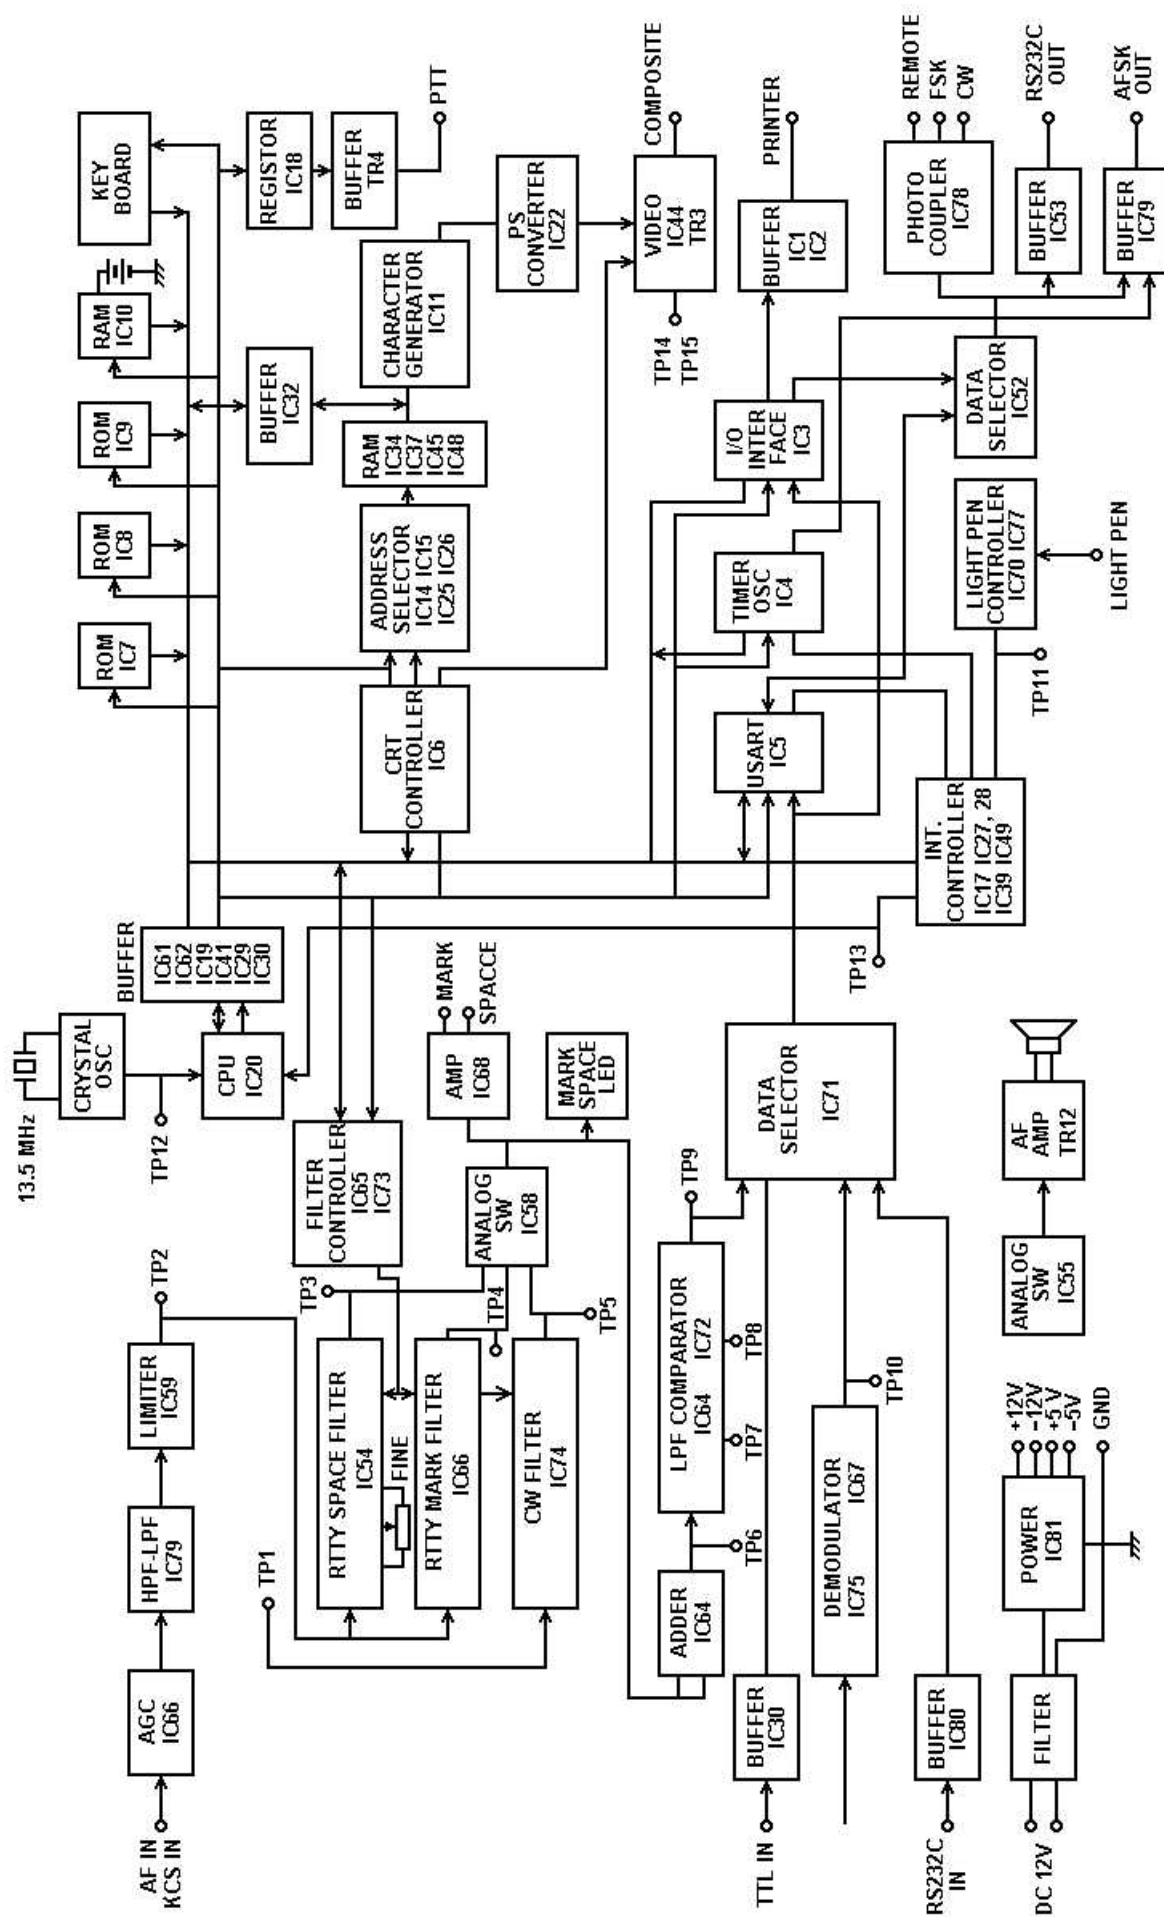 13.5 MHz
CRYSTAL
OSC
TP12
CPU
IC20
BUFFER
IC61
IC62
IC19
IC41
IC29
IC30
ROM
IC7
ROM
IC8
ROM
IC9
RAM
IC10
KEY
BOARD
REGISTOR
IC18
BUFFER
TR4
PTT
BUFFER
IC32
AF IN
KCS IN
AGC
IC66
HPF-LPF
IC79
LIMITER
IC59
TP2
FILTER
CONTROLLER
IC65
IC73
TP1
RTTY SPACE FILTER
IC54
FINE
RTTY MARK FILTER
IC66
CW FILTER
IC74
TP3
TP4
TP5
ANALOG
SW
IC58
AMP
IC68
MARK
SPACCE
MARK
SPACE
LED
CRT
CONTROLLER
IC6
ADDRESS
SELECTOR
IC14 IC15
IC25 IC26
RAM
IC34
IC37
IC45
IC48
CHARACTER
GENERATOR
IC11
PS
CONVERTER
IC22
VIDEO
IC44
TR3
COMPOSITE
TP14
TP15
ADDER
IC64
TP6
LPF COMPARATOR
IC64 IC72
TP7
TP8
TP9
TTL IN
BUFFER
IC30
DEMODULATOR
IC75 IC67
TP10
RS232C
IN
BUFFER
IC80
DATA
SELECTOR
IC71
USART
IC5
TIMER
OSC
IC4
I/O
INTER
FACE
IC3
BUFFER
IC1
IC2
PRINTER
TP13
INT.
CONTROLLER
IC17 IC27, 28
IC39 IC49
TP11
LIGHT PEN
CONTROLLER
IC70 IC77
LIGHT PEN
DATA
SELECTOR
IC52
PHOTO
COUPLER
IC78
REMOTE
FSK
CW
BUFFER
IC53
RS232C
OUT
BUFFER
IC79
AFSK
OUT
DC 12V
FILTER
POWER
IC81
+12V
-12V
+5 V
-5V
GND
ANALOG
SW
IC55
AF
AMP
TR12